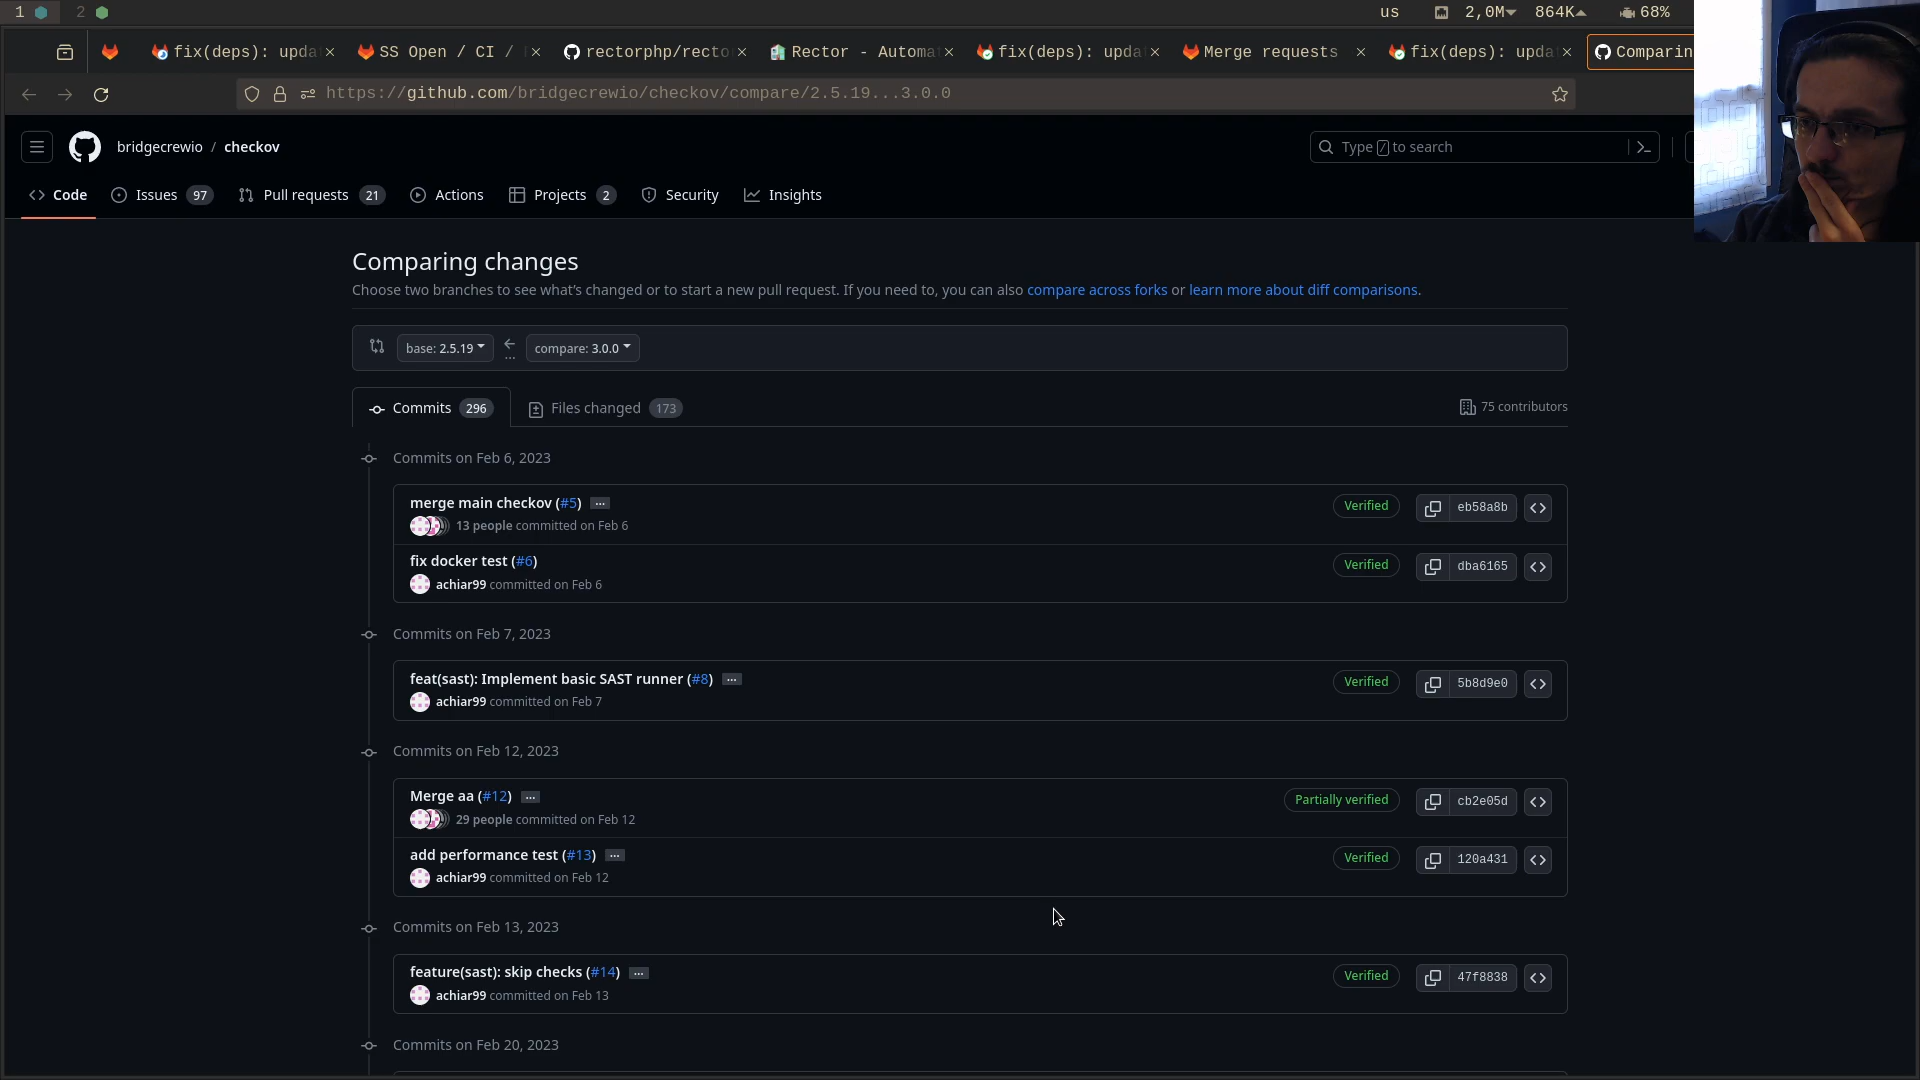 1 2 us 2,0M 864K 68%
fix(deps): upda × SS Open / CI / × rectorphp/recto × Rector - Automa × fix(deps): upda × Merge requests × fix(deps): upda × Comparin
https://github.com/bridgecrewio/checkov/compare/2.5.19...3.0.0
bridgecrewio / checkov Type / to search
Code Issues 97 Pull requests 21 Actions Projects 2 Security Insights
Comparing changes
Choose two branches to see what's changed or to start a new pull request. If you need to, you can also compare across forks or learn more about diff comparisons.
base: 2.5.19 ... compare: 3.0.0
Commits 296 Files changed 173 75 contributors
Commits on Feb 6, 2023
merge main checkov (#5) ... Verified eb58a8b
13 people committed on Feb 6
fix docker test (#6) Verified dba6165
achiar99 committed on Feb 6
Commits on Feb 7, 2023
feat(sast): Implement basic SAST runner (#8) ... Verified 5b8d9e0
achiar99 committed on Feb 7
Commits on Feb 12, 2023
Merge aa (#12) ... Partially verified cb2e05d
29 people committed on Feb 12
add performance test (#13) ... Verified 120a431
achiar99 committed on Feb 12
Commits on Feb 13, 2023
feature(sast): skip checks (#14) ... Verified 47f8838
achiar99 committed on Feb 13
Commits on Feb 20, 2023